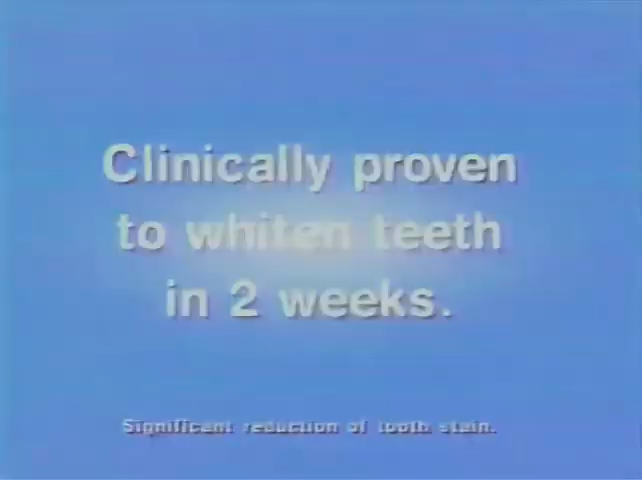 Clinically proven
to whiten teeth
in 2 weeks.
Significant reduction of tooth stain.